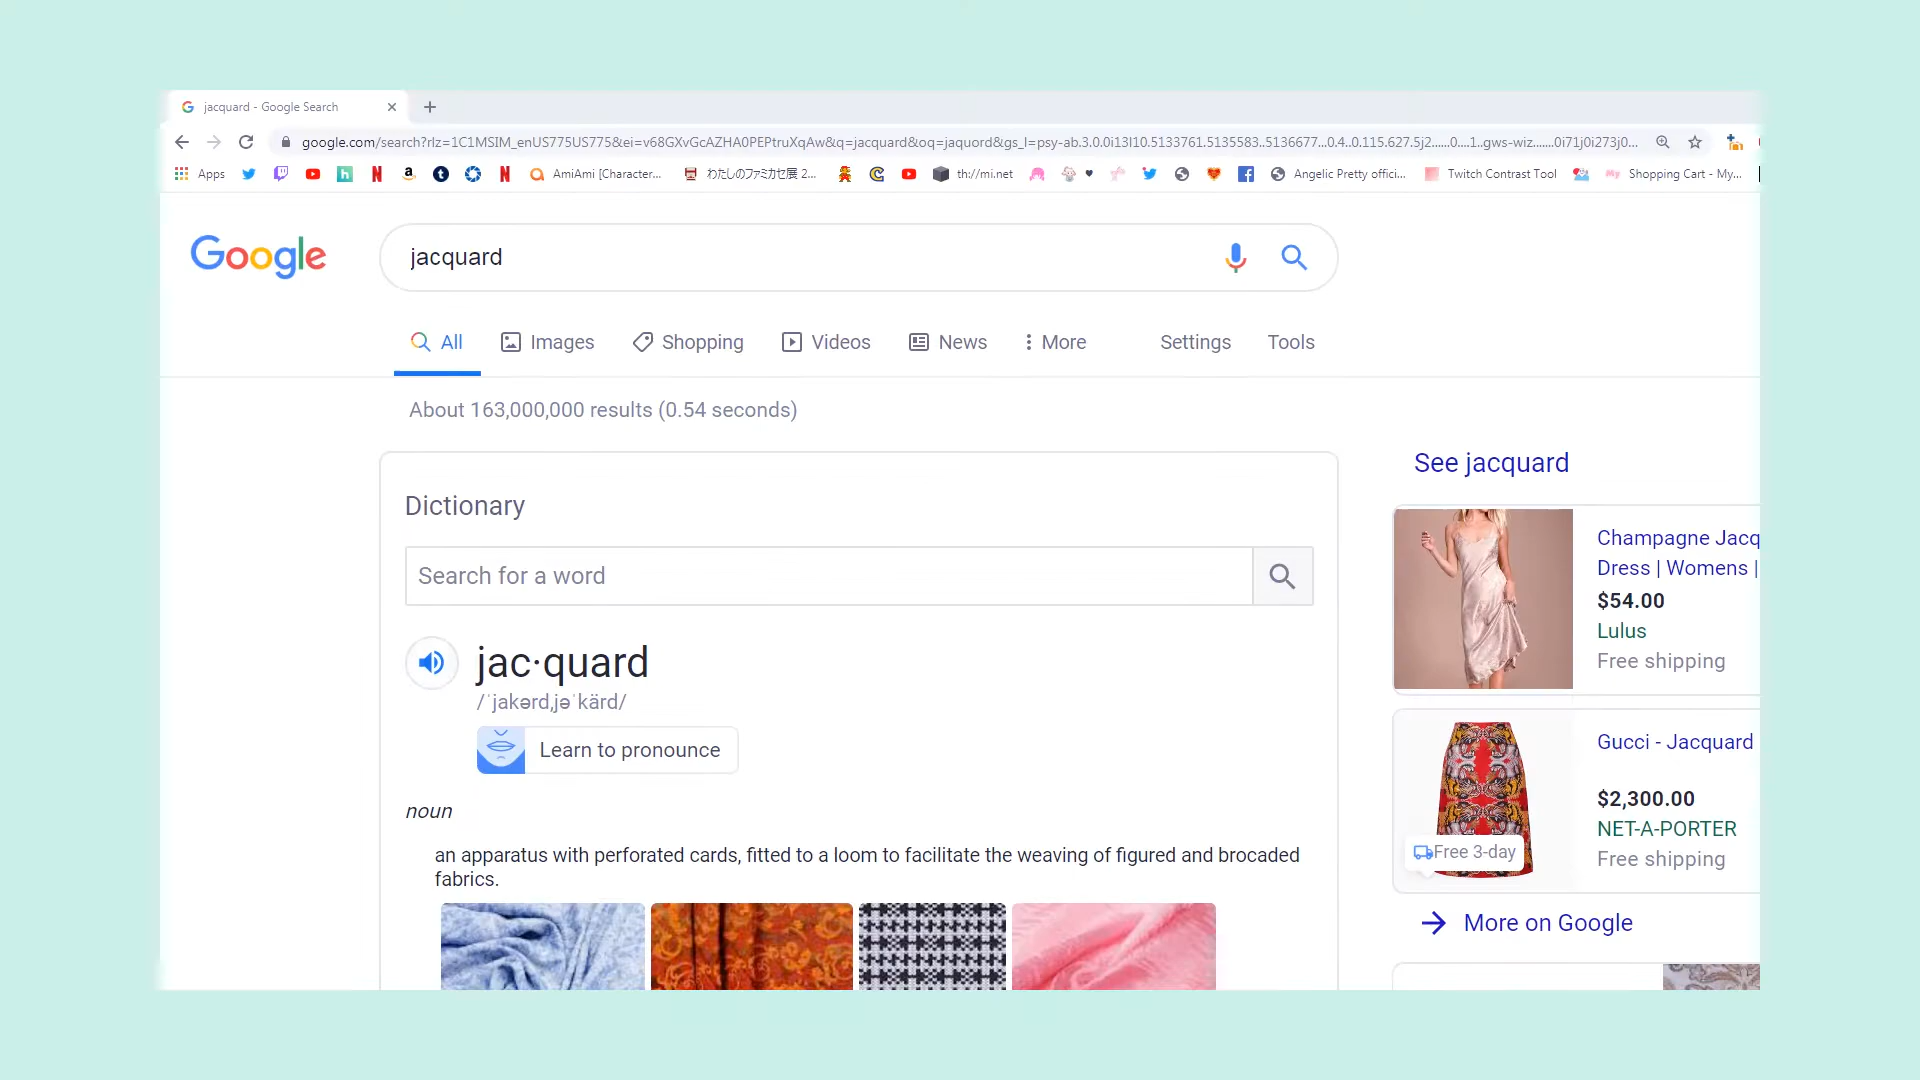 jacquard - Google Search
google.com/search?rlz=1C1MSIM_enUS775US775&ei=v68GXvGcAZHA0PEPtruXqAw&q=jacquard&oq=jaquord&gs_l=psy-ab.3.0.0i13l10.5133761.5135583..5136677...0.4..0.115.627.5j2......0....1..gws-wiz.......0i71j0i273j0...
Apps AmiAmi [Character... わたしのファミカセ展 2... th://mi.net Angelic Pretty offici... Twitch Contrast Tool Shopping Cart - My...
Google
jacquard
All Images Shopping Videos News More Settings Tools
About 163,000,000 results (0.54 seconds)
Dictionary
Search for a word
jac·quard
/ˈjakərd,jəˈkärd/
Learn to pronounce
noun
an apparatus with perforated cards, fitted to a loom to facilitate the weaving of figured and brocaded
fabrics.
See jacquard
Champagne Jacq
Dress | Womens |
$54.00
Lulus
Free shipping
Gucci - Jacquard
$2,300.00
NET-A-PORTER
Free shipping
Free 3-day
More on Google